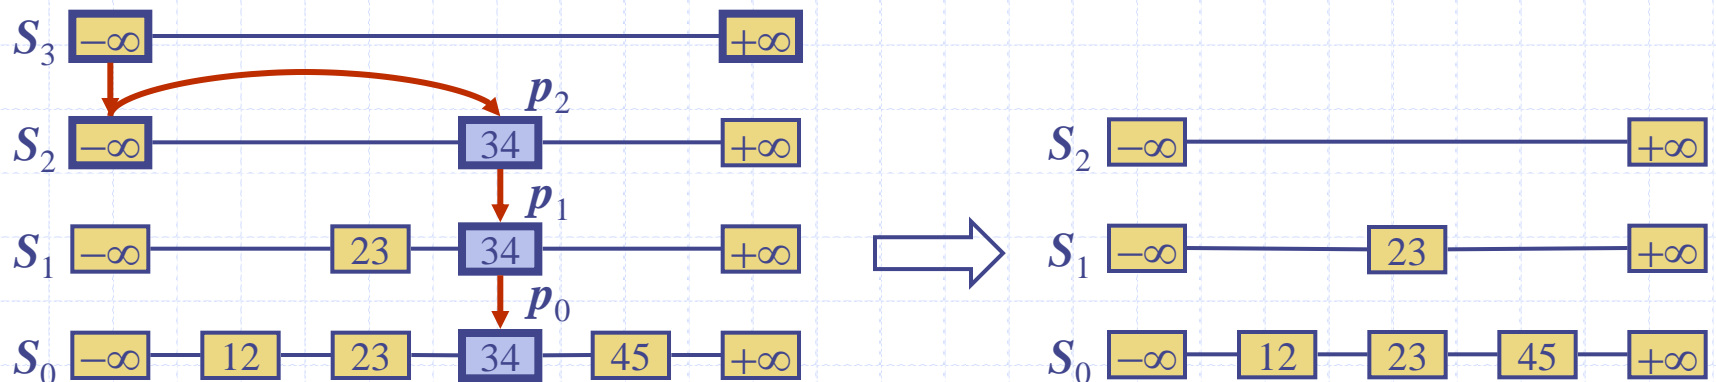 S3 −∞ +∞
p2
S2 −∞ 34 +∞
p1
S1 −∞ 23 34 +∞
p0
S0 −∞ 12 23 34 45 +∞
S2 −∞ +∞
S1 −∞ 23 +∞
S0 −∞ 12 23 45 +∞